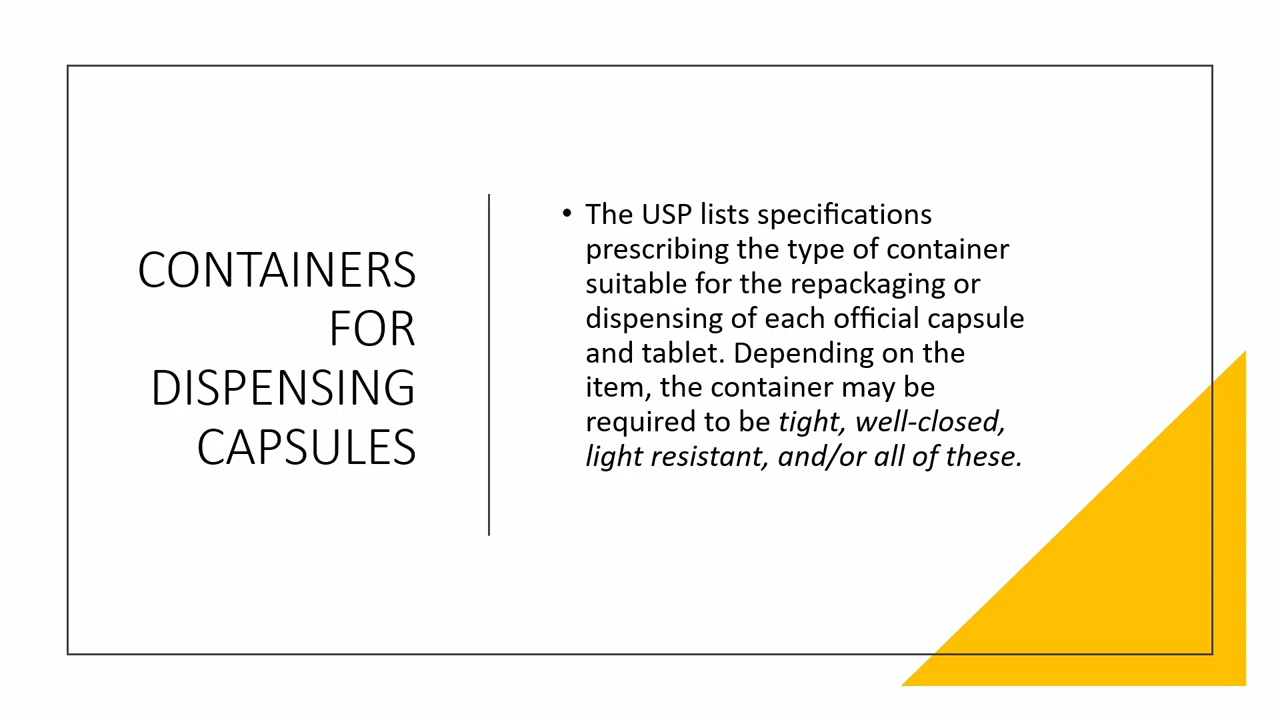 CONTAINERS
FOR
DISPENSING
CAPSULES
• The USP lists specifications
prescribing the type of container
suitable for the repackaging or
dispensing of each official capsule
and tablet. Depending on the
item, the container may be
required to be tight, well-closed,
light resistant, and/or all of these.